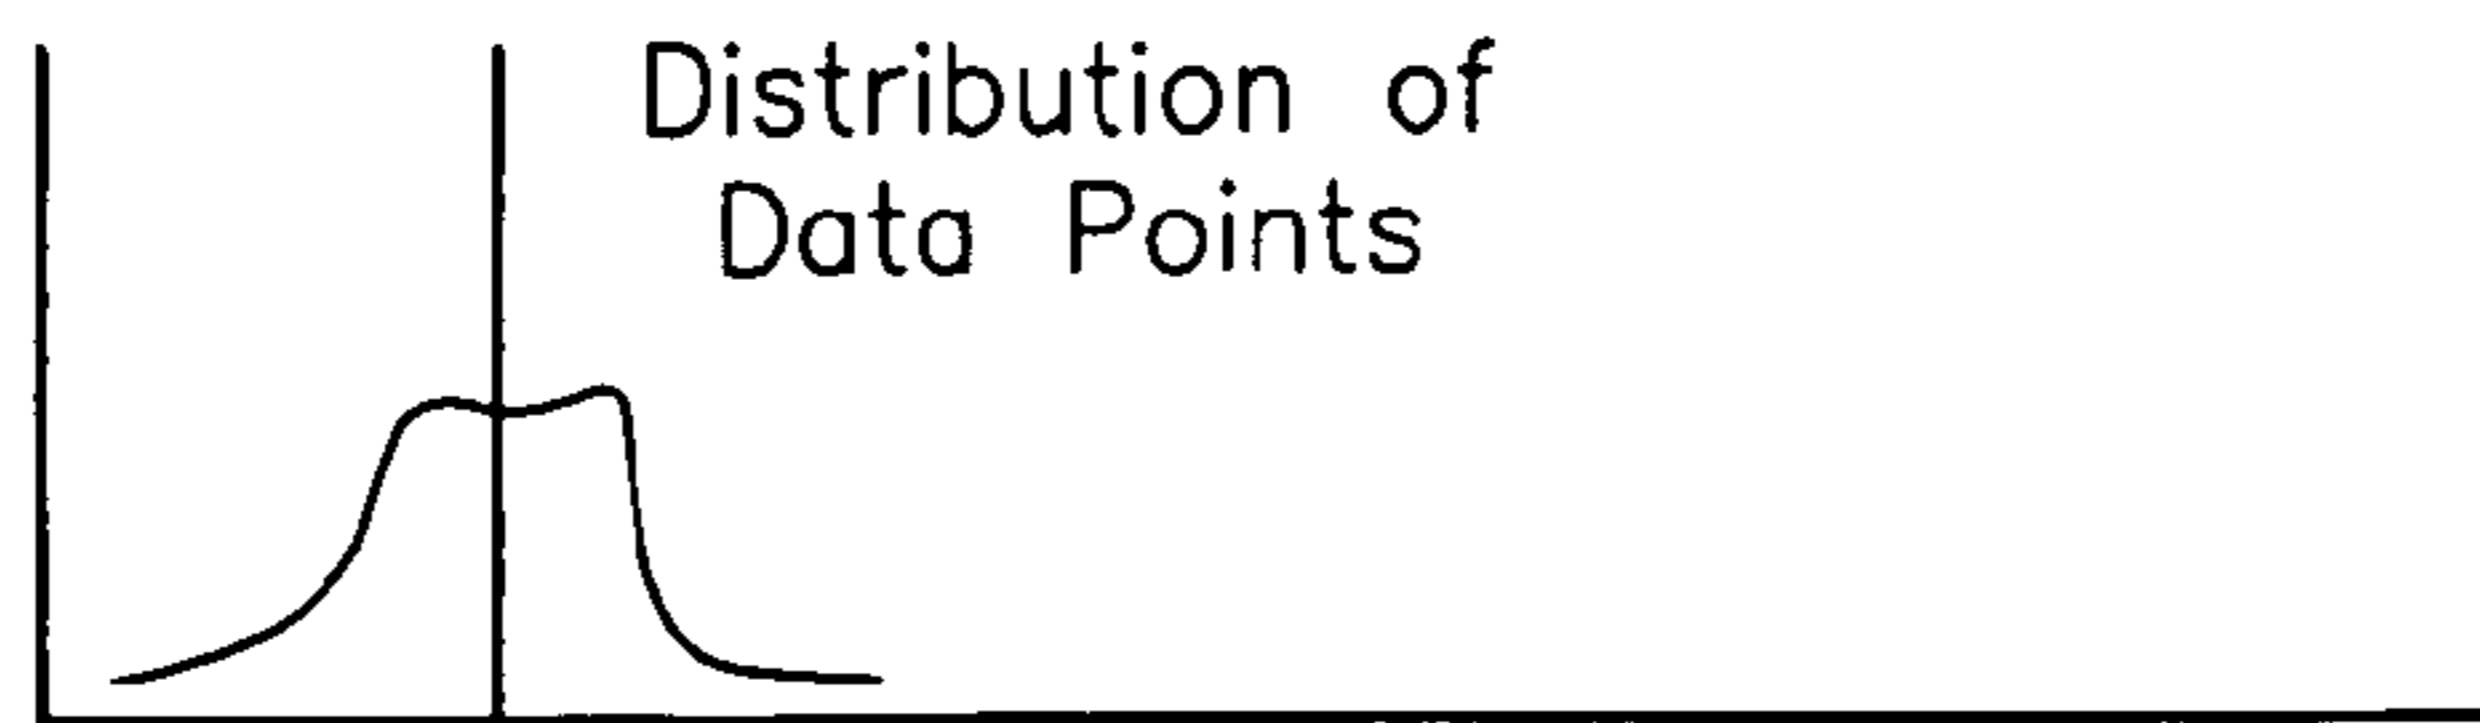 Distribution of
Data Points